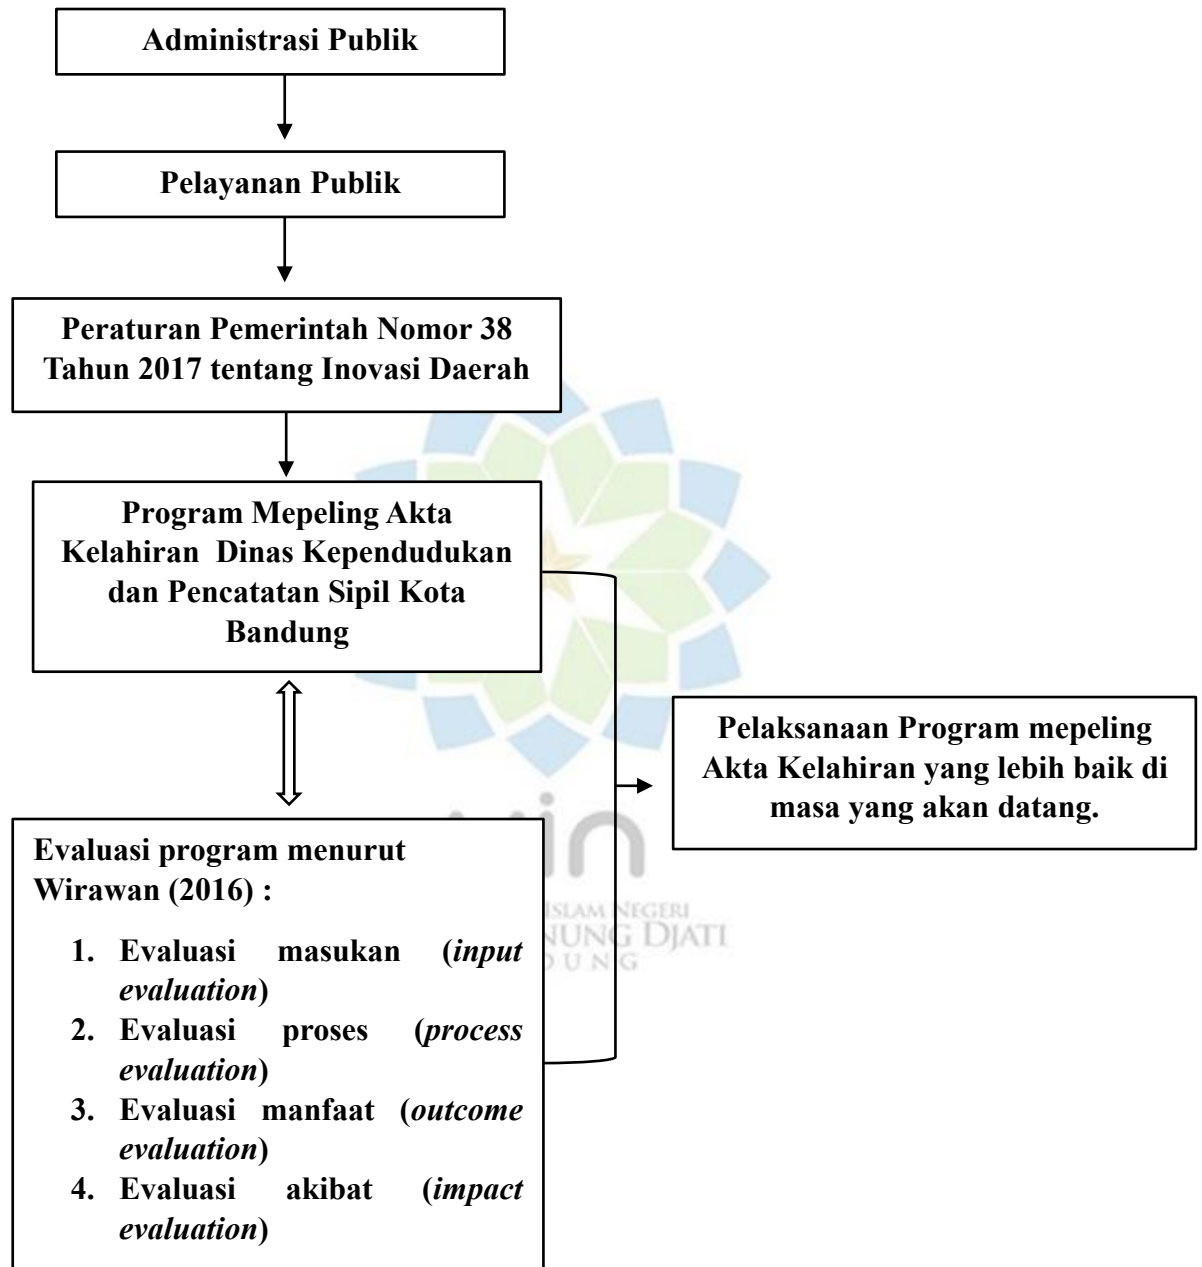 Administrasi Publik
Pelayanan Publik
Peraturan Pemerintah Nomor 38
Tahun 2017 tentang Inovasi Daerah
Program Mepeling Akta
Kelahiran Dinas Kependudukan
dan Pencatatan Sipil Kota
Bandung
Pelaksanaan Program mepeling
Akta Kelahiran yang lebih baik di
masa yang akan datang.
Evaluasi program menurut
Wirawan (2016) :
1. Evaluasi masukan (input
evaluation)
2. Evaluasi proses (process
evaluation)
3. Evaluasi manfaat (outcome
evaluation)
4. Evaluasi akibat (impact
evaluation)
ISLAM NEGERI
DJATI